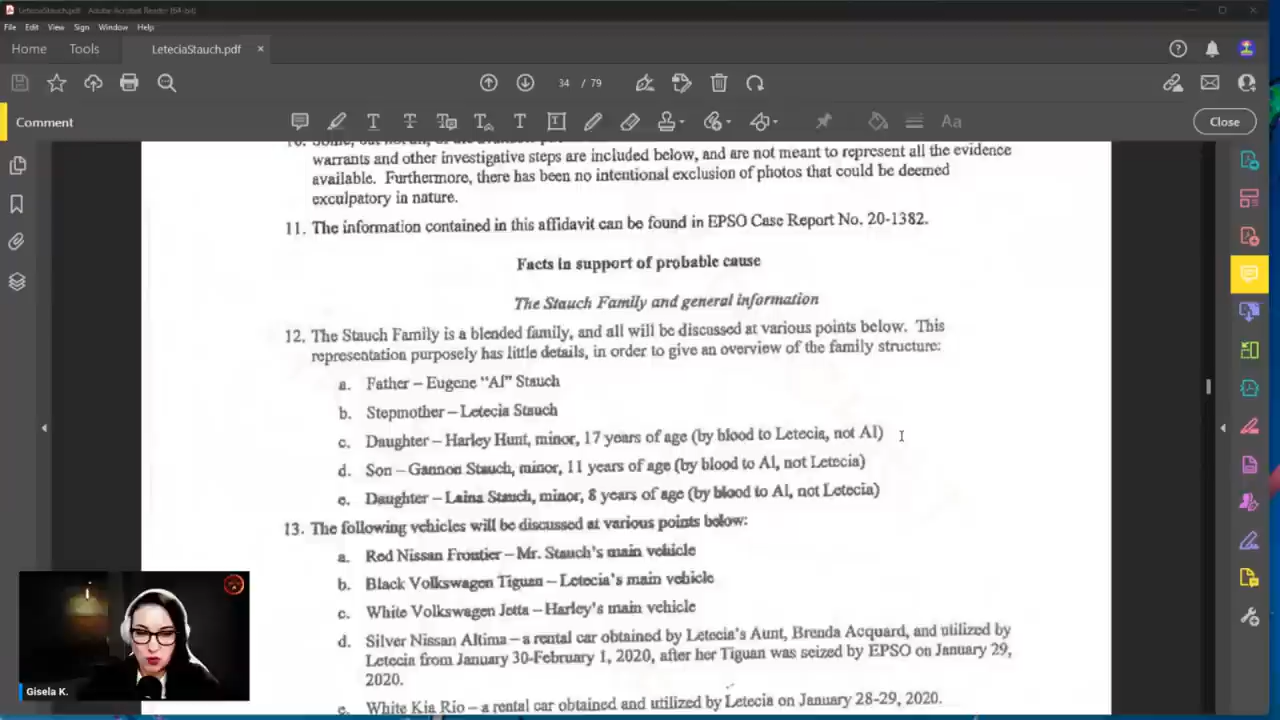 LeteciaStauch.pdf - Adobe Acrobat Reader (64-bit)
File Edit View Sign Window Help
Home Tools LeteciaStauch.pdf ×
34 / 79
Comment Close
warrants and other investigative steps are included below, and are not meant to represent all the evidence
available. Furthermore, there has been no intentional exclusion of photos that could be deemed
exculpatory in nature.
11. The information contained in this affidavit can be found in EPSO Case Report No. 20-1382.
Facts in support of probable cause
The Stauch Family and general information
12. The Stauch Family is a blended family, and all will be discussed at various points below. This
representation purposely has little details, in order to give an overview of the family structure:
a. Father – Eugene “Al” Stauch
b. Stepmother – Letecia Stauch
c. Daughter – Harley Hunt, minor, 17 years of age (by blood to Letecia, not Al)
d. Son – Gannon Stauch, minor, 11 years of age (by blood to Al, not Letecia)
e. Daughter – Laina Stauch, minor, 8 years of age (by blood to Al, not Letecia)
13. The following vehicles will be discussed at various points below:
a. Red Nissan Frontier – Mr. Stauch's main vehicle
b. Black Volkswagen Tiguan – Letecia's main vehicle
c. White Volkswagen Jetta – Harley's main vehicle
d. Silver Nissan Altima – a rental car obtained by Letecia's Aunt, Brenda Acquard, and utilized by
Letecia from January 30-February 1, 2020, after her Tiguan was seized by EPSO on January 29,
2020.
e. White Kia Rio – a rental car obtained and utilized by Letecia on January 28-29, 2020.
Gisela K.